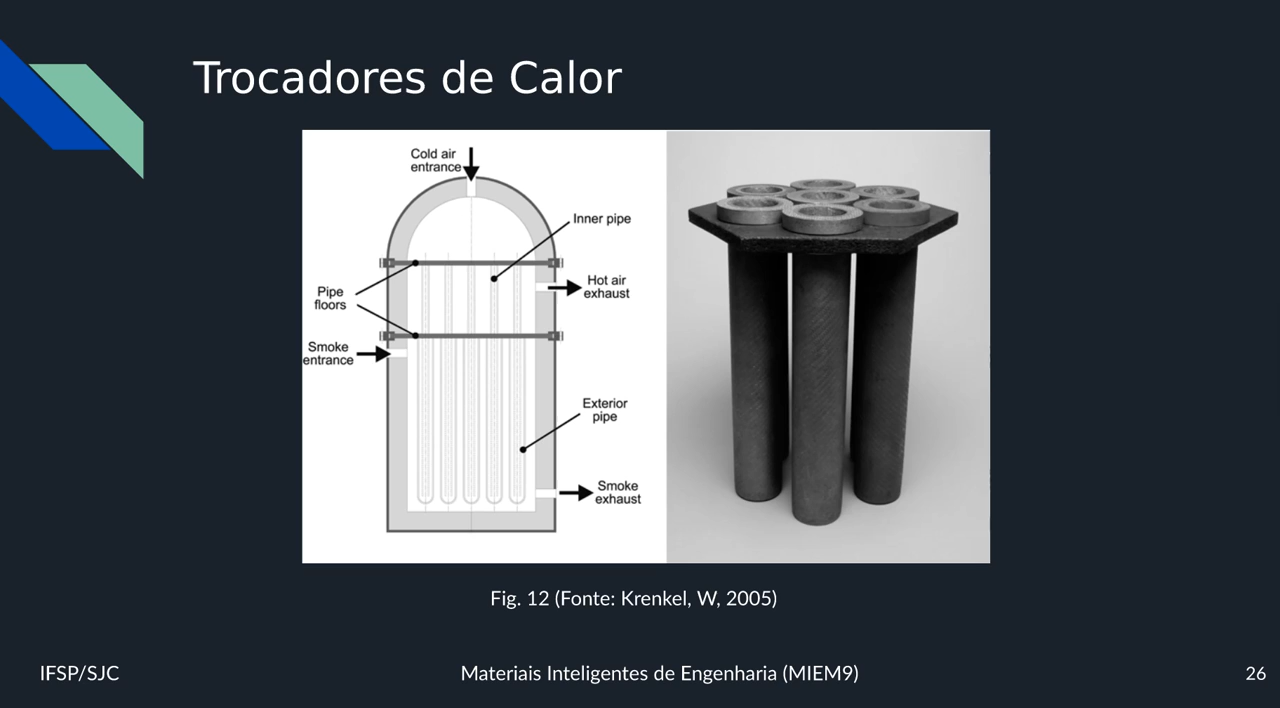 Trocadores de Calor
Cold air
entrance
Inner pipe
Hot air
exhaust
Pipe
floors
Smoke
entrance
Exterior
pipe
Smoke
exhaust
Fig. 12 (Fonte: Krenkel, W, 2005)
IFSP/SJC
Materiais Inteligentes de Engenharia (MIEM9)
26